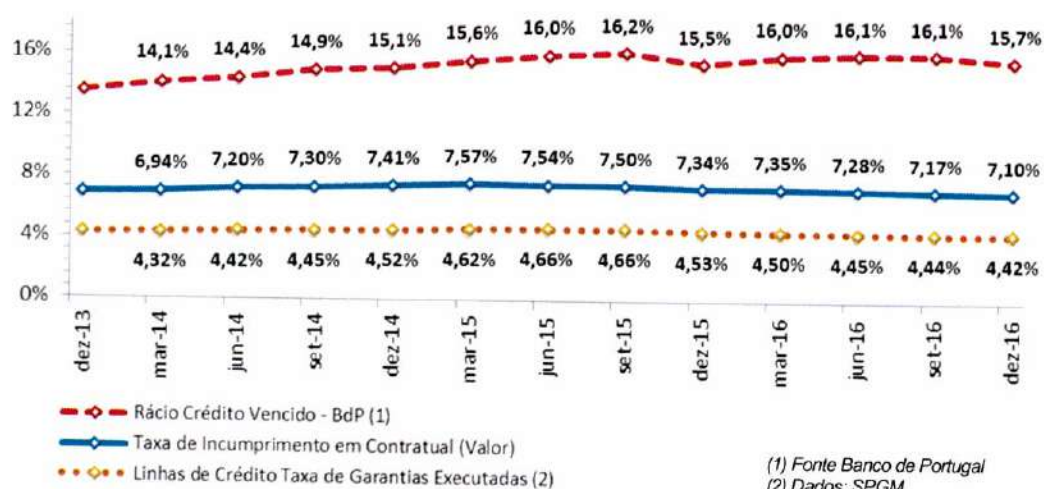 14,1% 14,4% 14,9% 15,1% 15,6% 16,0% 16,2% 15,5% 16,0% 16,1% 16,1% 15,7%
16%
12%
6,94% 7,20% 7,30% 7,41% 7,57% 7,54% 7,50% 7,34% 7,35% 7,28% 7,17% 7,10%
8%
4%
4,32% 4,42% 4,45% 4,52% 4,62% 4,66% 4,66% 4,53% 4,50% 4,45% 4,44% 4,42%
0%
dez-13 mar-14 jun-14 set-14 dez-14 mar-15 jun-15 set-15 dez-15 mar-16 jun-16 set-16 dez-16
Rácio Crédito Vencido - BdP (1)
Taxa de Incumprimento em Contratual (Valor)
Linhas de Crédito Taxa de Garantias Executadas (2)
(1) Fonte Banco de Portugal
(2) Dados: SPGM